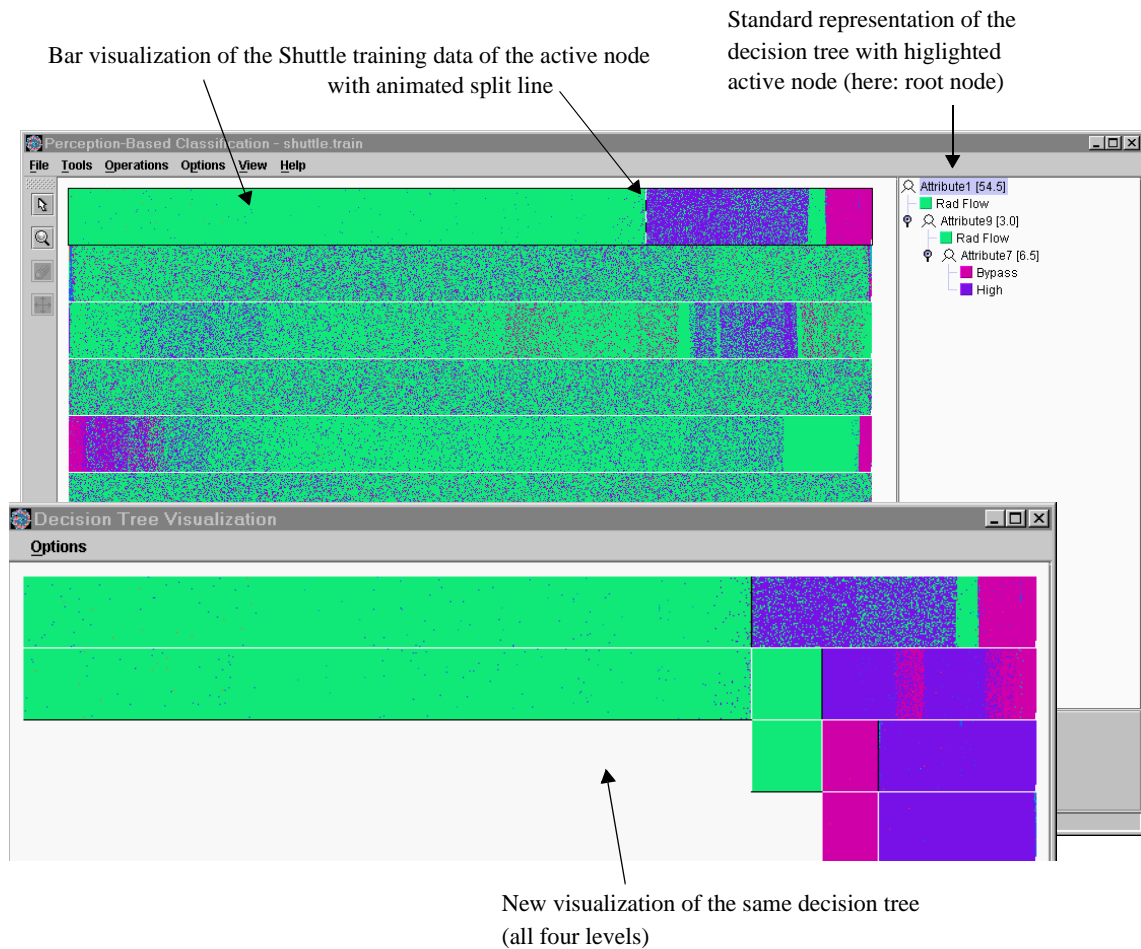 Standard representation of the
decision tree with higlighted
active node (here: root node)
Bar visualization of the Shuttle training data of the active node
with animated split line
Perception-Based Classification - shuttle.train
File Tools Operations Options View Help
Attribute1 [54.5]
Rad Flow
Attribute9 [3.0]
Rad Flow
Attribute7 [6.5]
Bypass
High
Decision Tree Visualization
Options
New visualization of the same decision tree
(all four levels)